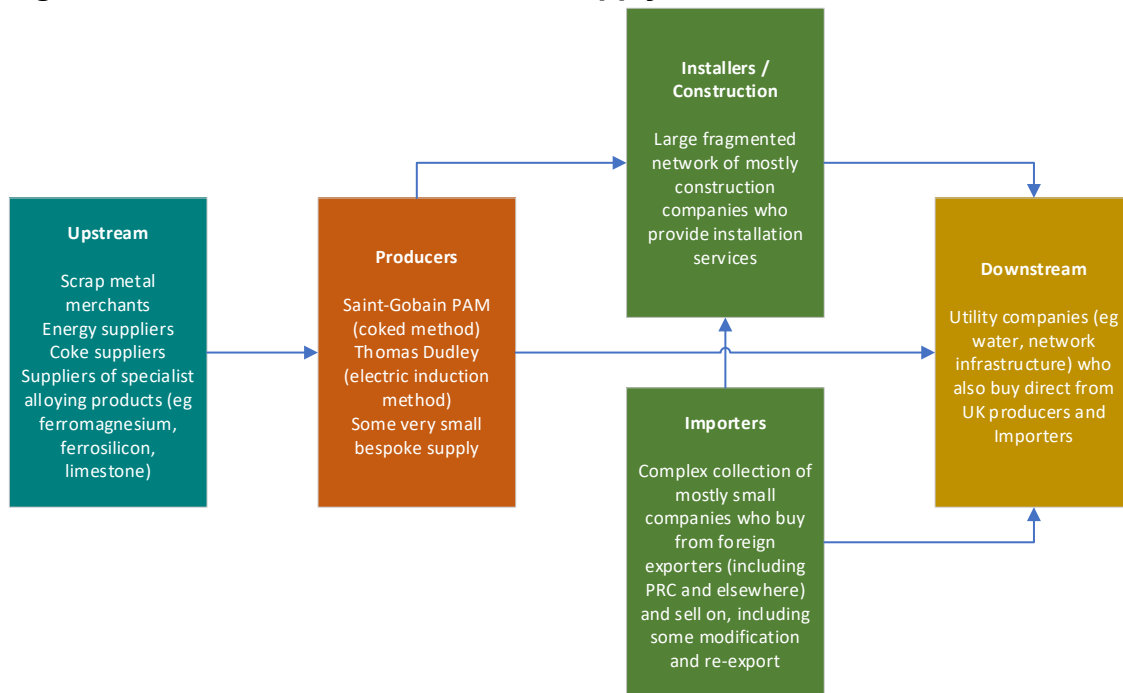 Upstream
Scrap metal
merchants
Energy suppliers
Coke suppliers
Suppliers of specialist
alloying products (eg
ferromagnesium,
ferrosilicon,
limestone)
Producers
Saint-Gobain PAM
(coked method)
Thomas Dudley
(electric induction
method)
Some very small
bespoke supply
Installers /
Construction
Large fragmented
network of mostly
construction
companies who
provide installation
services
Importers
Complex collection of
mostly small
companies who buy
from foreign
exporters (including
PRC and elsewhere)
and sell on, including
some modification
and re-export
Downstream
Utility companies (eg
water, network
infrastructure) who
also buy direct from
UK producers and
Importers